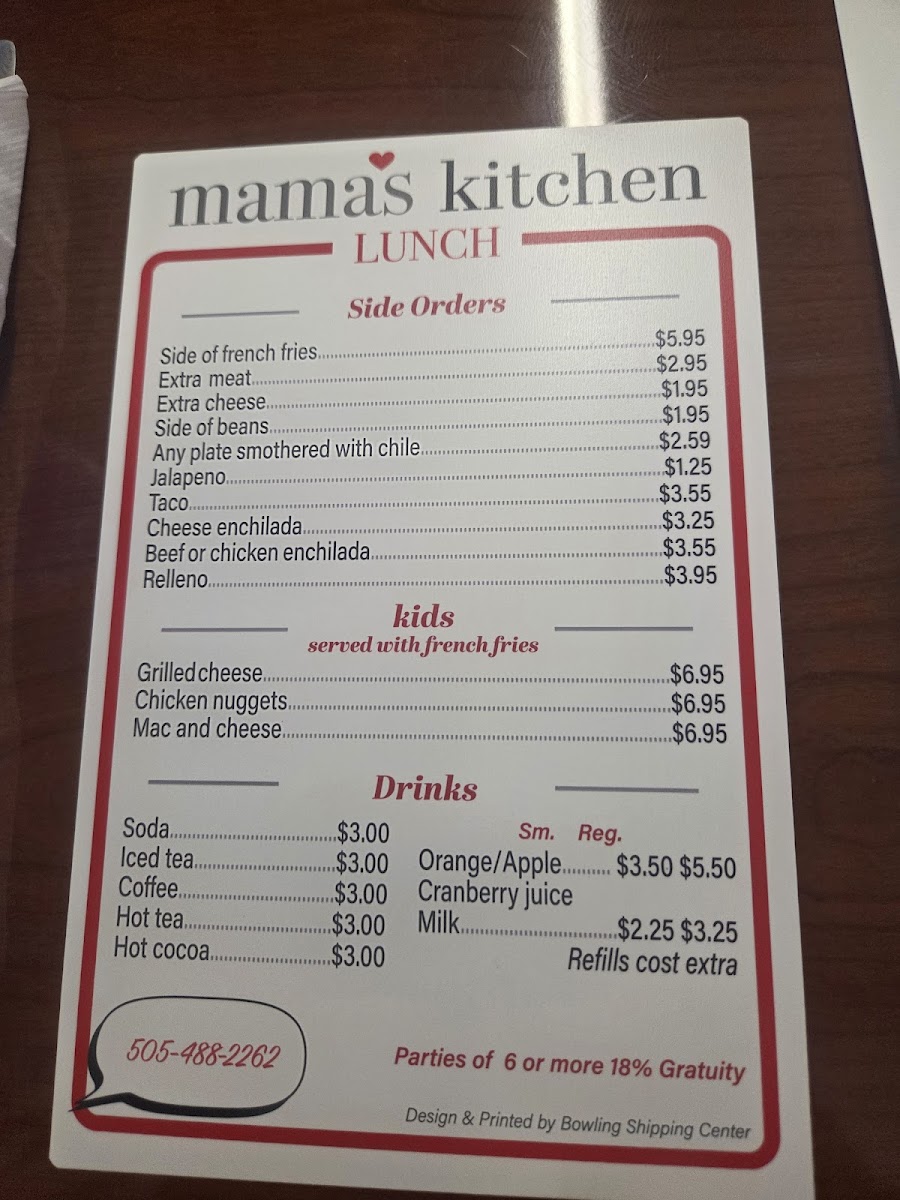 mamas kitchen
LUNCH
Side Orders
Side of french fries....................$5.95
Extra meat....................$2.95
Extra cheese....................$1.95
Side of beans....................$1.95
Any plate smothered with chile....................$2.59
Jalapeno....................$1.25
Taco....................$3.55
Cheese enchilada....................$3.25
Beef or chicken enchilada....................$3.55
Relleno....................$3.95
kids
served with french fries
Grilled cheese....................$6.95
Chicken nuggets....................$6.95
Mac and cheese....................$6.95
Drinks
Soda....................$3.00
Iced tea....................$3.00
Coffee....................$3.00
Hot tea....................$3.00
Hot cocoa....................$3.00
Sm. Reg.
Orange/Apple.......... $3.50 $5.50
Cranberry juice
Milk....................$2.25 $3.25
Refills cost extra
505-488-2262
Parties of 6 or more 18% Gratuity
Design & Printed by Bowling Shipping Center